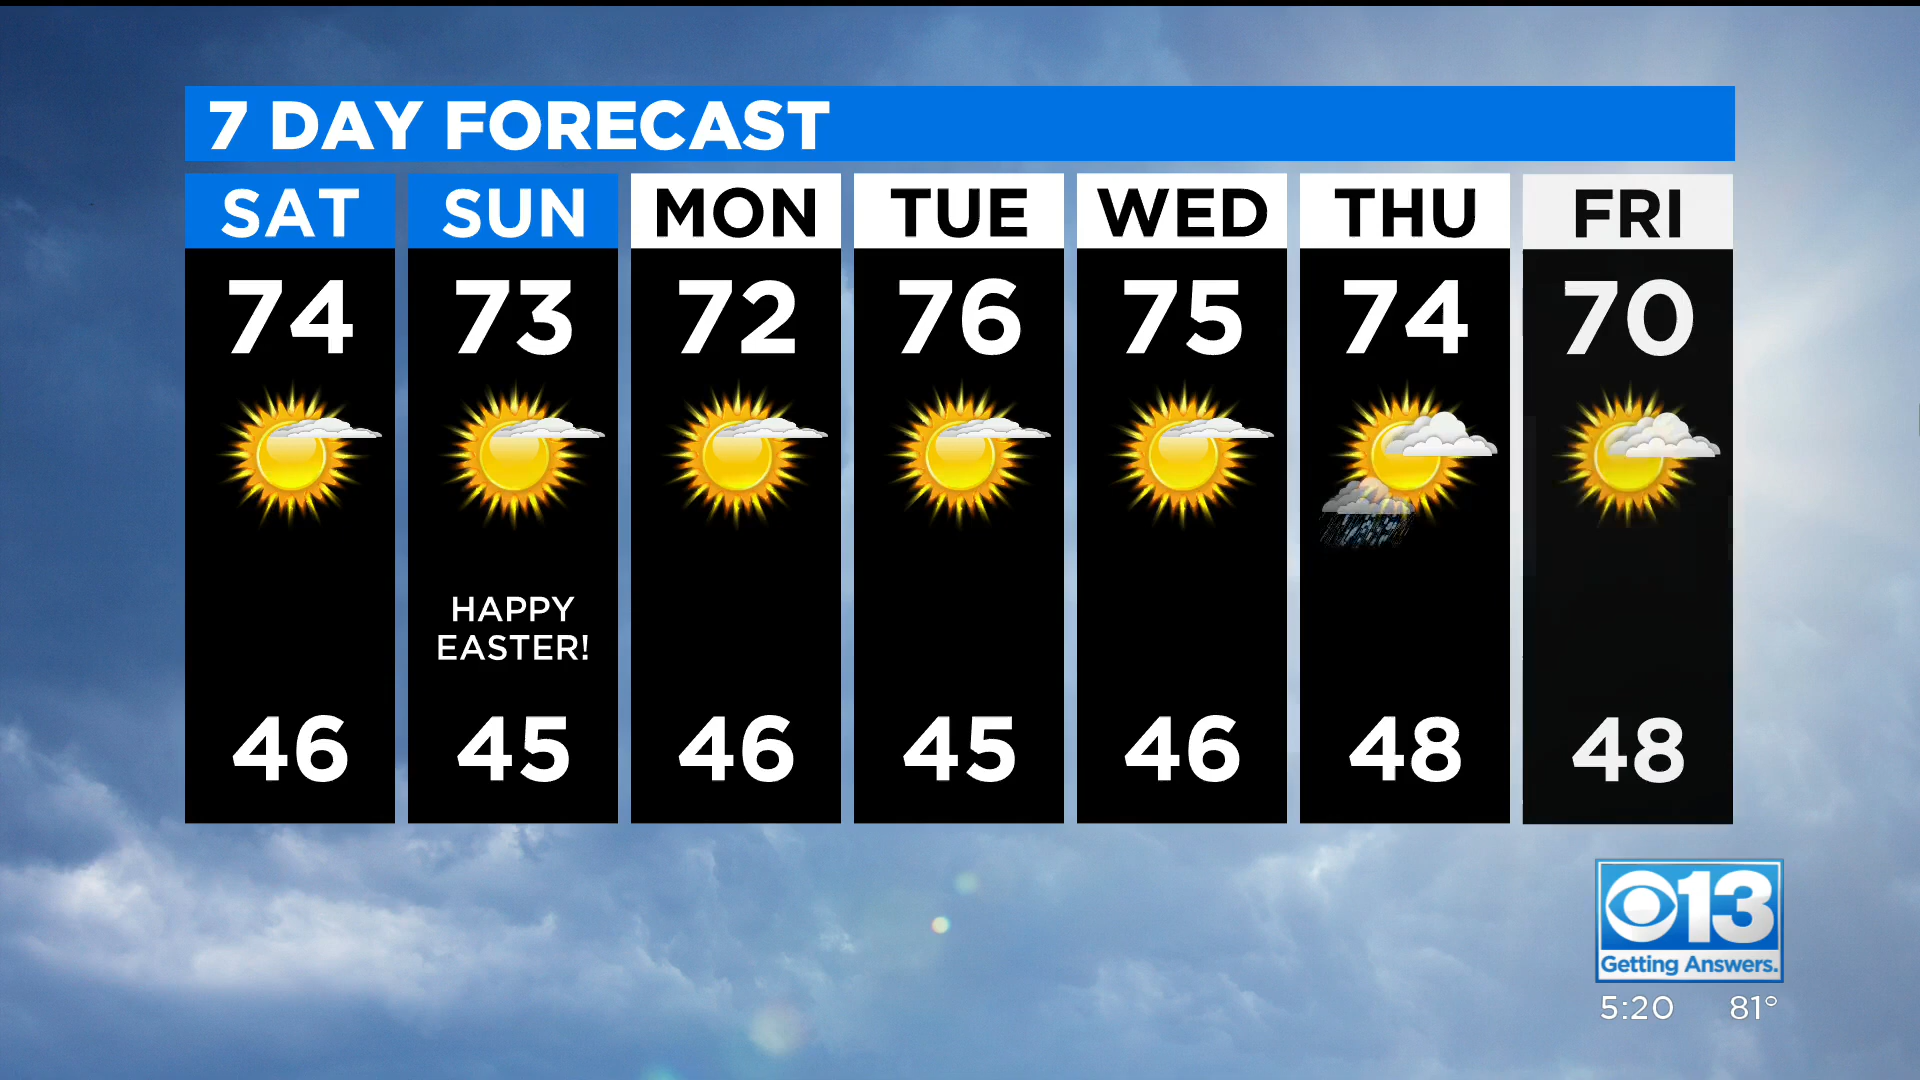 7 DAY FORECAST
SAT SUN MON TUE WED THU FRI
74 73 72 76 75 74 70
HAPPY
EASTER!
46 45 46 45 46 48 48
13
Getting Answers.
5:20 81°